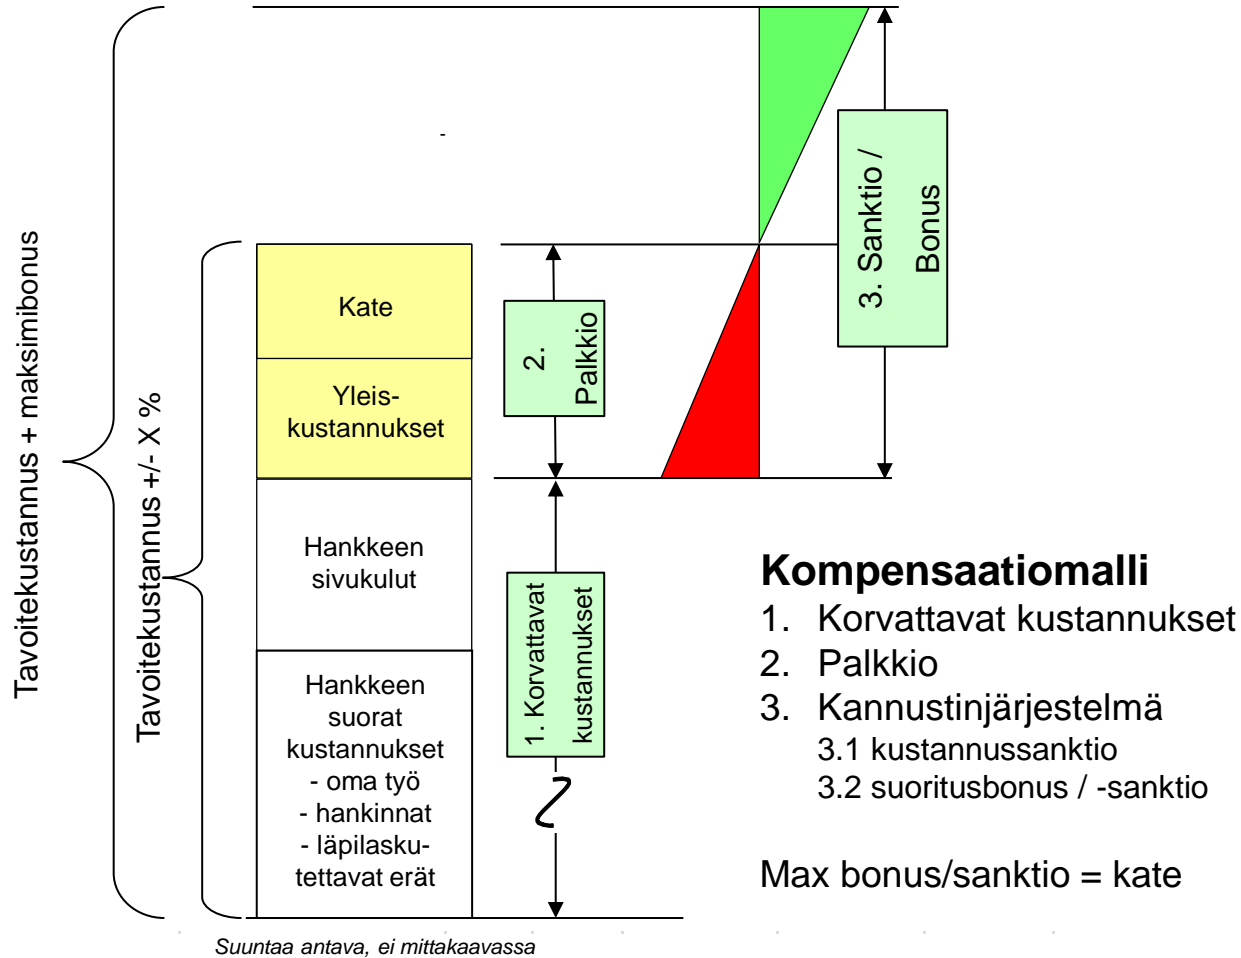 Tavoitekustannus + maksimibonus
Tavoitekustannus +/- X %
-
Kate
Yleis-
kustannukset
Hankkeen
sivukulut
Hankkeen
suorat
kustannukset
- oma työ
- hankinnat
- läpilasku-
tettavat erät
2.
Palkkio
1. Korvattavat
kustannukset
3. Sanktio /
Bonus
Kompensaatiomalli
1. Korvattavat kustannukset
2. Palkkio
3. Kannustinjärjestelmä
3.1 kustannussanktio
3.2 suoritusbonus / -sanktio
Max bonus/sanktio = kate
Suuntaa antava, ei mittakaavassa